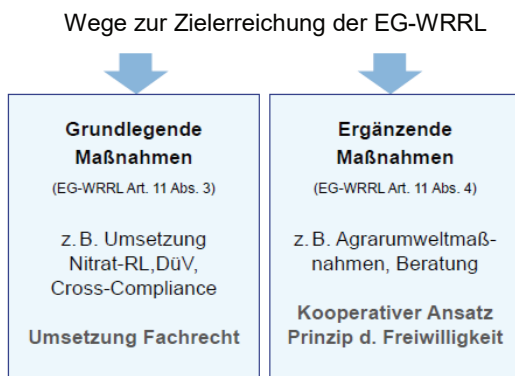 Wege zur Zielerreichung der EG-WRRL
Grundlegende
Maßnahmen
(EG-WRRL Art. 11 Abs. 3)
z. B. Umsetzung
Nitrat-RL,DüV,
Cross-Compliance
Umsetzung Fachrecht
Ergänzende
Maßnahmen
(EG-WRRL Art. 11 Abs. 4)
z. B. Agrarumweltmaß-
nahmen, Beratung
Kooperativer Ansatz
Prinzip d. Freiwilligkeit